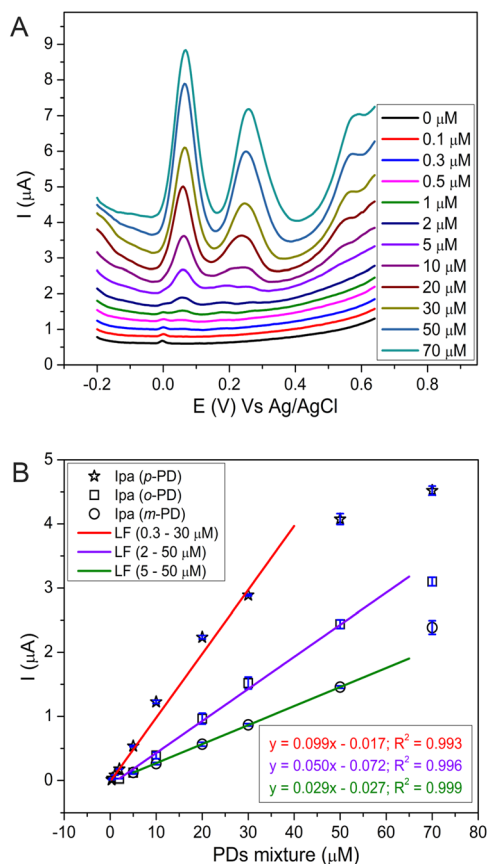 A
9
8
7
6
5
4
3
2
1
0
I (μA)
0 μM
0.1 μM
0.3 μM
0.5 μM
1 μM
2 μM
5 μM
10 μM
20 μM
30 μM
50 μM
70 μM
-0.2 0.0 0.2 0.4 0.6 0.8
E (V) Vs Ag/AgCl
B
5
4
3
2
1
0
I (μA)
Ipa (p-PD)
Ipa (o-PD)
Ipa (m-PD)
LF (0.3 - 30 μM)
LF (2 - 50 μM)
LF (5 - 50 μM)
y = 0.099x - 0.017; R² = 0.993
y = 0.050x - 0.072; R² = 0.996
y = 0.029x - 0.027; R² = 0.999
-10 0 10 20 30 40 50 60 70 80
PDs mixture (μM)